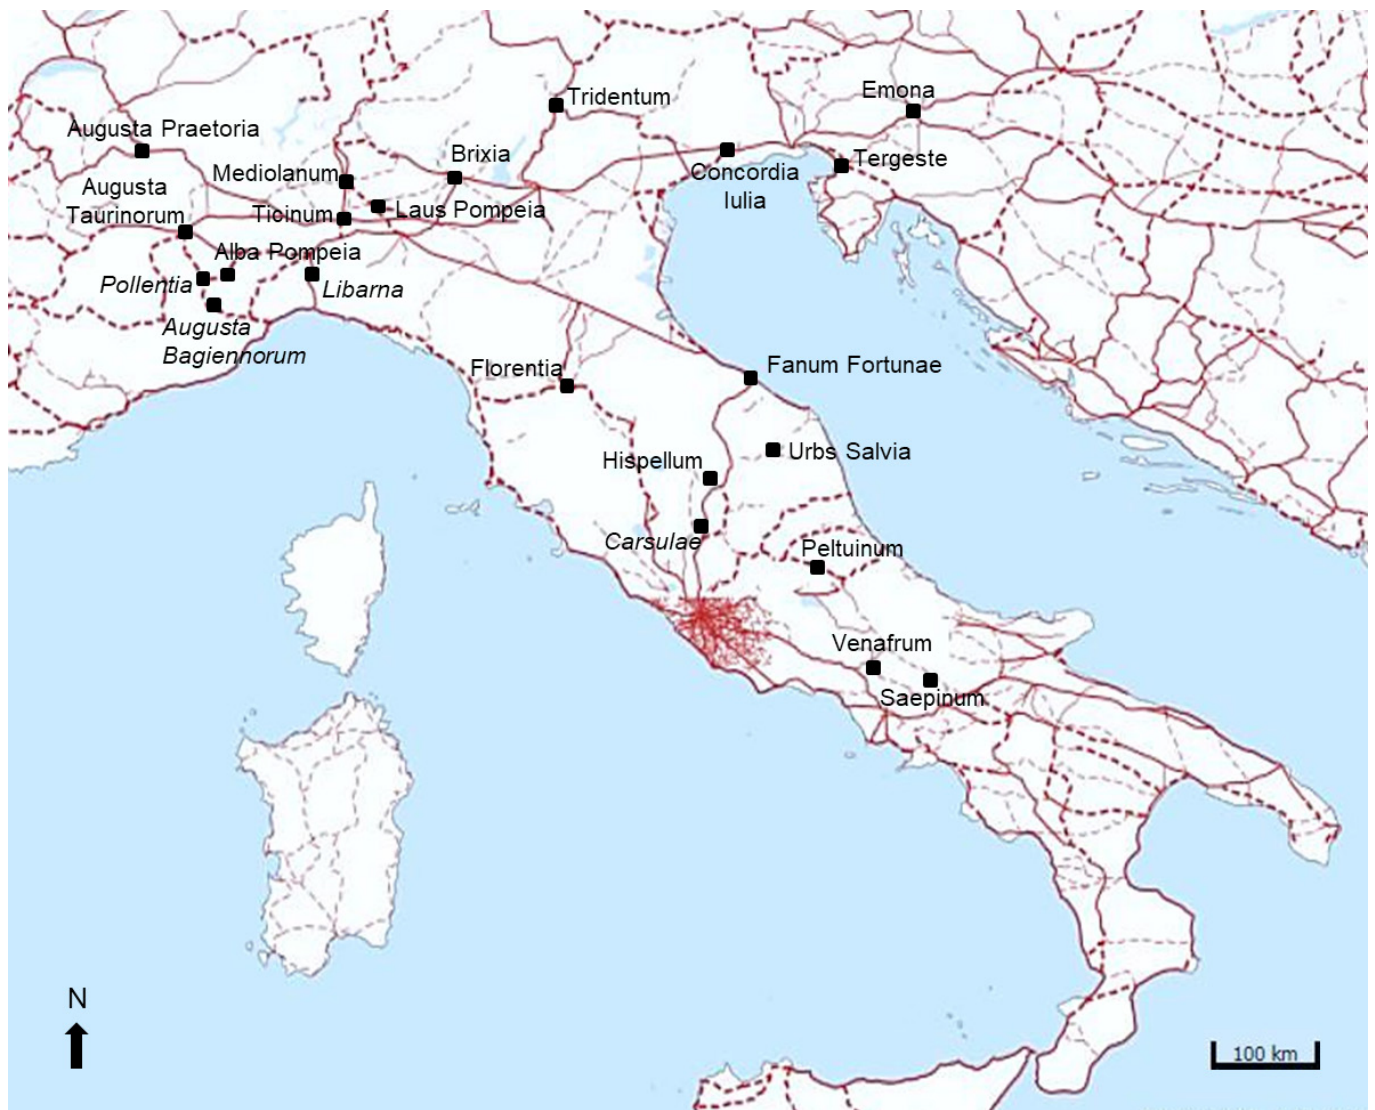 Tridentum
Emona
Augusta Praetoria
Brixia
Mediolanum
Concordia
Iulia
Tergeste
Augusta
Taurinorum
Ticinum
Laus Pompeia
Alba Pompeia
Pollentia
Libarna
Augusta
Bagiennorum
Florentia
Fanum Fortunae
Hispellum
Urbs Salvia
Carsulae
Peltuinum
Venafrum
Saepinum
N
100 km